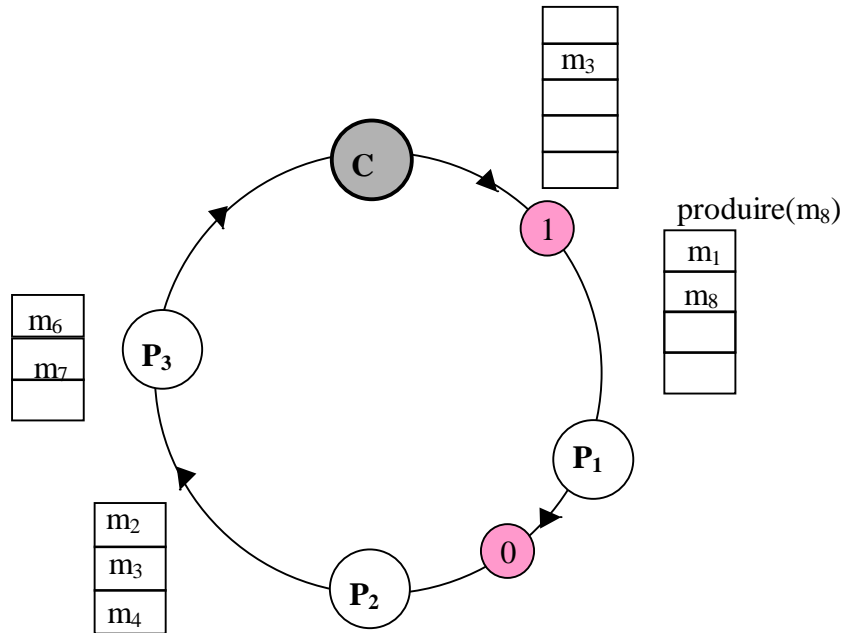 m₃
C
1
produire(m₈)
m₁
m₈
m₆
m₇
P₃
P₁
m₂
m₃
m₄
0
P₂